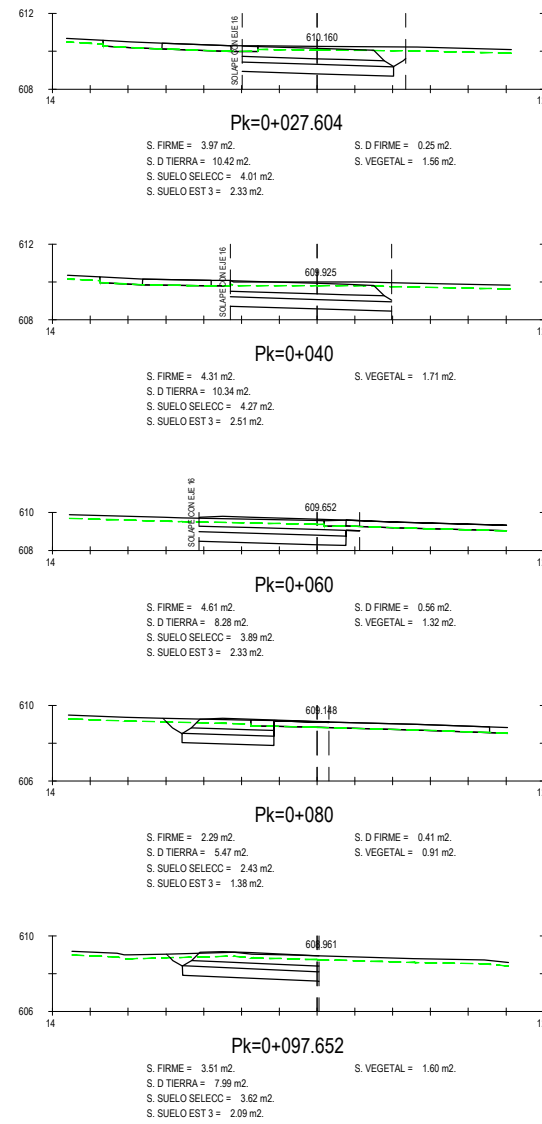 612
SOLAPE CON EJE 16
610.160
608
14
1
Pk=0+027.604
S. FIRME = 3.97 m2.
S. D FIRME = 0.25 m2.
S. D TIERRA = 10.42 m2.
S. VEGETAL = 1.56 m2.
S. SUELO SELECC = 4.01 m2.
S. SUELO EST 3 = 2.33 m2.
612
SOLAPE CON EJE 16
609.925
608
14
1
Pk=0+040
S. FIRME = 4.31 m2.
S. VEGETAL = 1.71 m2.
S. D TIERRA = 10.34 m2.
S. SUELO SELECC = 4.27 m2.
S. SUELO EST 3 = 2.51 m2.
SOLAPE CON EJE 16
610
609.652
608
14
1
Pk=0+060
S. FIRME = 4.61 m2.
S. D FIRME = 0.56 m2.
S. D TIERRA = 8.28 m2.
S. VEGETAL = 1.32 m2.
S. SUELO SELECC = 3.89 m2.
S. SUELO EST 3 = 2.33 m2.
610
609.148
606
14
1
Pk=0+080
S. FIRME = 2.29 m2.
S. D FIRME = 0.41 m2.
S. D TIERRA = 5.47 m2.
S. VEGETAL = 0.91 m2.
S. SUELO SELECC = 2.43 m2.
S. SUELO EST 3 = 1.38 m2.
610
608.961
606
14
1
Pk=0+097.652
S. FIRME = 3.51 m2.
S. VEGETAL = 1.60 m2.
S. D TIERRA = 7.99 m2.
S. SUELO SELECC = 3.62 m2.
S. SUELO EST 3 = 2.09 m2.